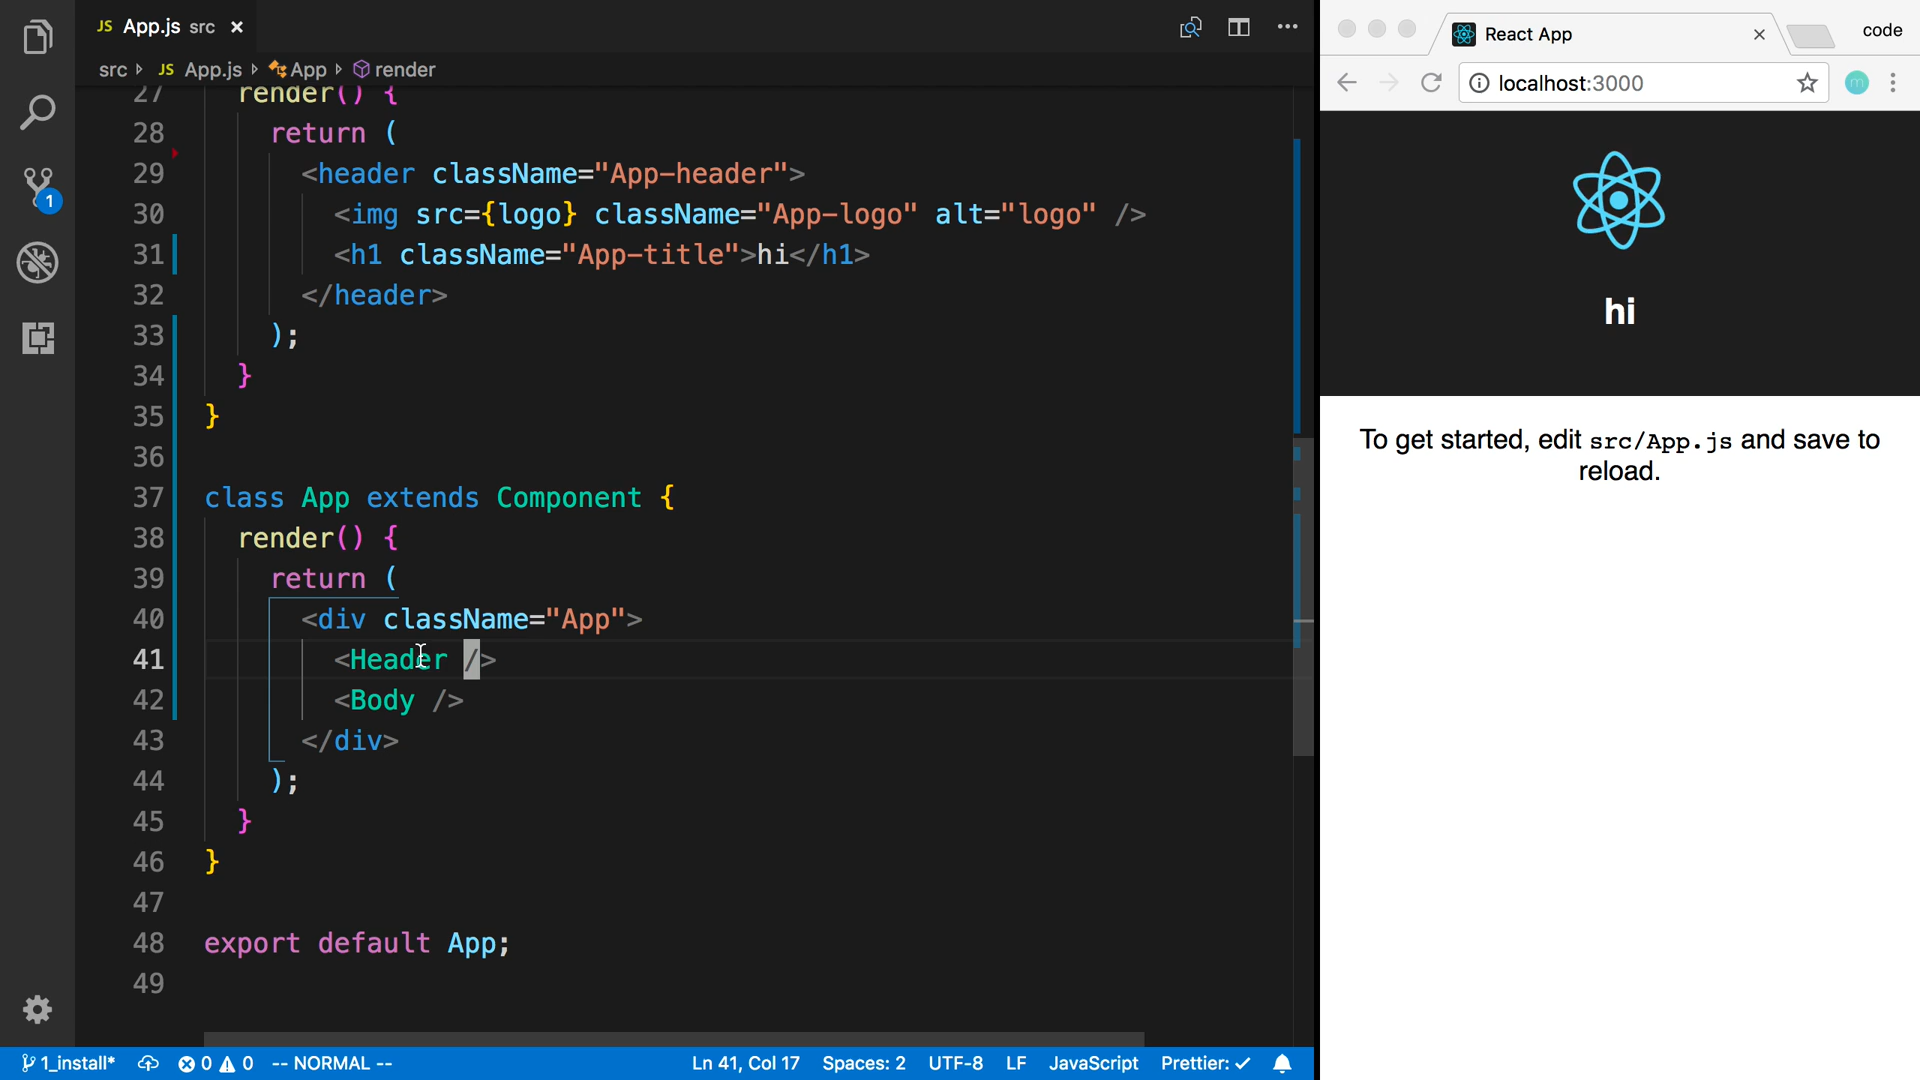 JS App.js src ×
src JS App.js App render
27 render() {
28 return (
29 <header className="App-header">
30 <img src={logo} className="App-logo" alt="logo" />
31 <h1 className="App-title">hi</h1>
32 </header>
33 );
34 }
35 }
36
37 class App extends Component {
38 render() {
39 return (
40 <div className="App">
41 <Header />
42 <Body />
43 </div>
44 );
45 }
46 }
47
48 export default App;
49
1
1_install* 0 0 -- NORMAL -- Ln 41, Col 17 Spaces: 2 UTF-8 LF JavaScript Prettier: ✓
React App × code
localhost:3000 m
hi
To get started, edit src/App.js and save to
reload.